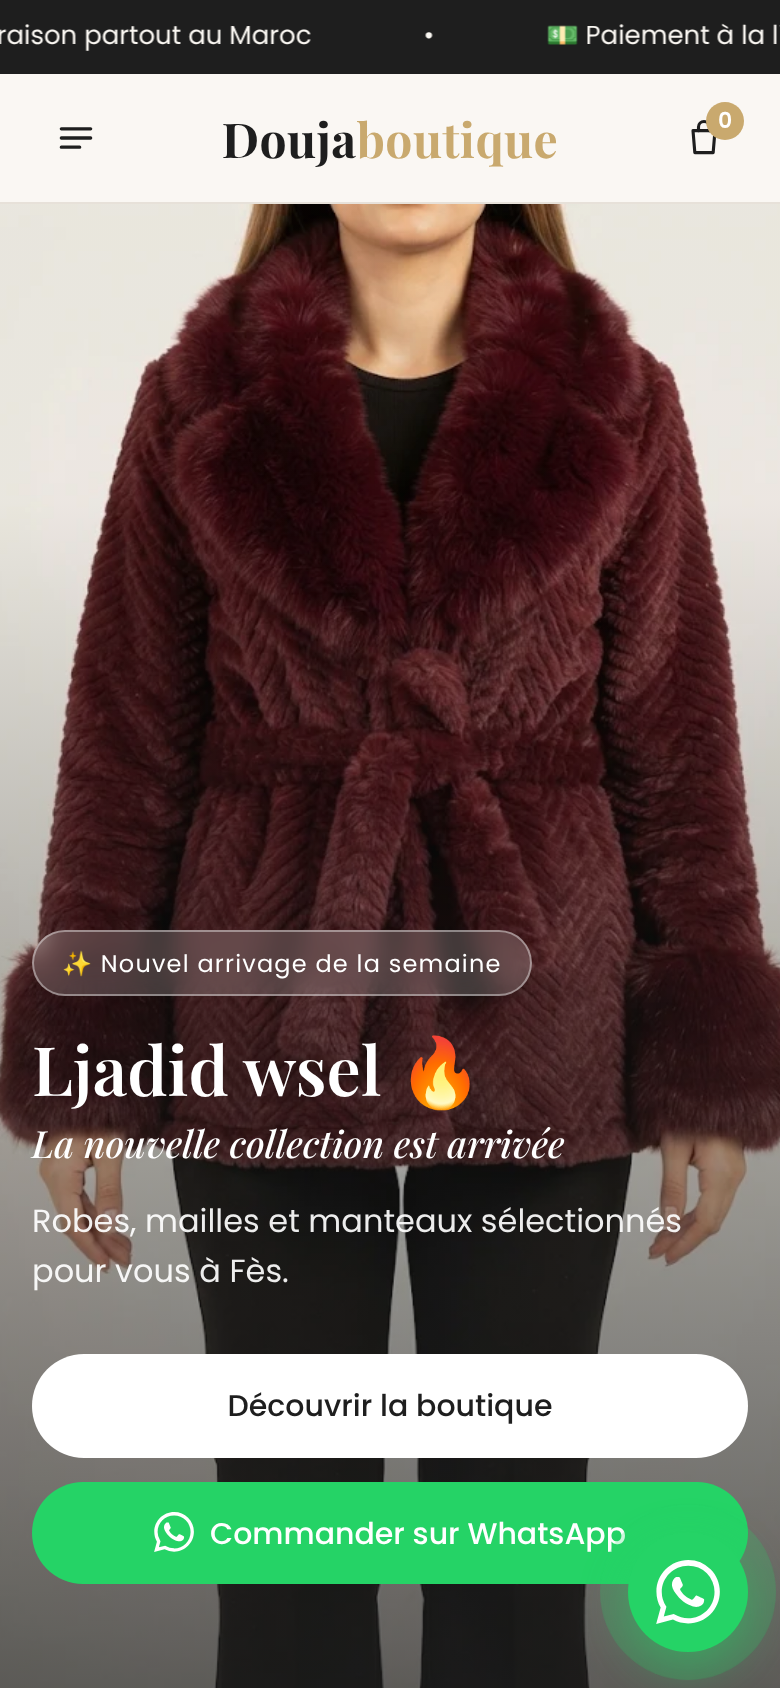 raison partout au Maroc • 💵 Paiement à la l
Doujaboutique
0
✨ Nouvel arrivage de la semaine
Ljadid wsel 🔥
La nouvelle collection est arrivée
Robes, mailles et manteaux sélectionnés
pour vous à Fès.
Découvrir la boutique
Commander sur WhatsApp